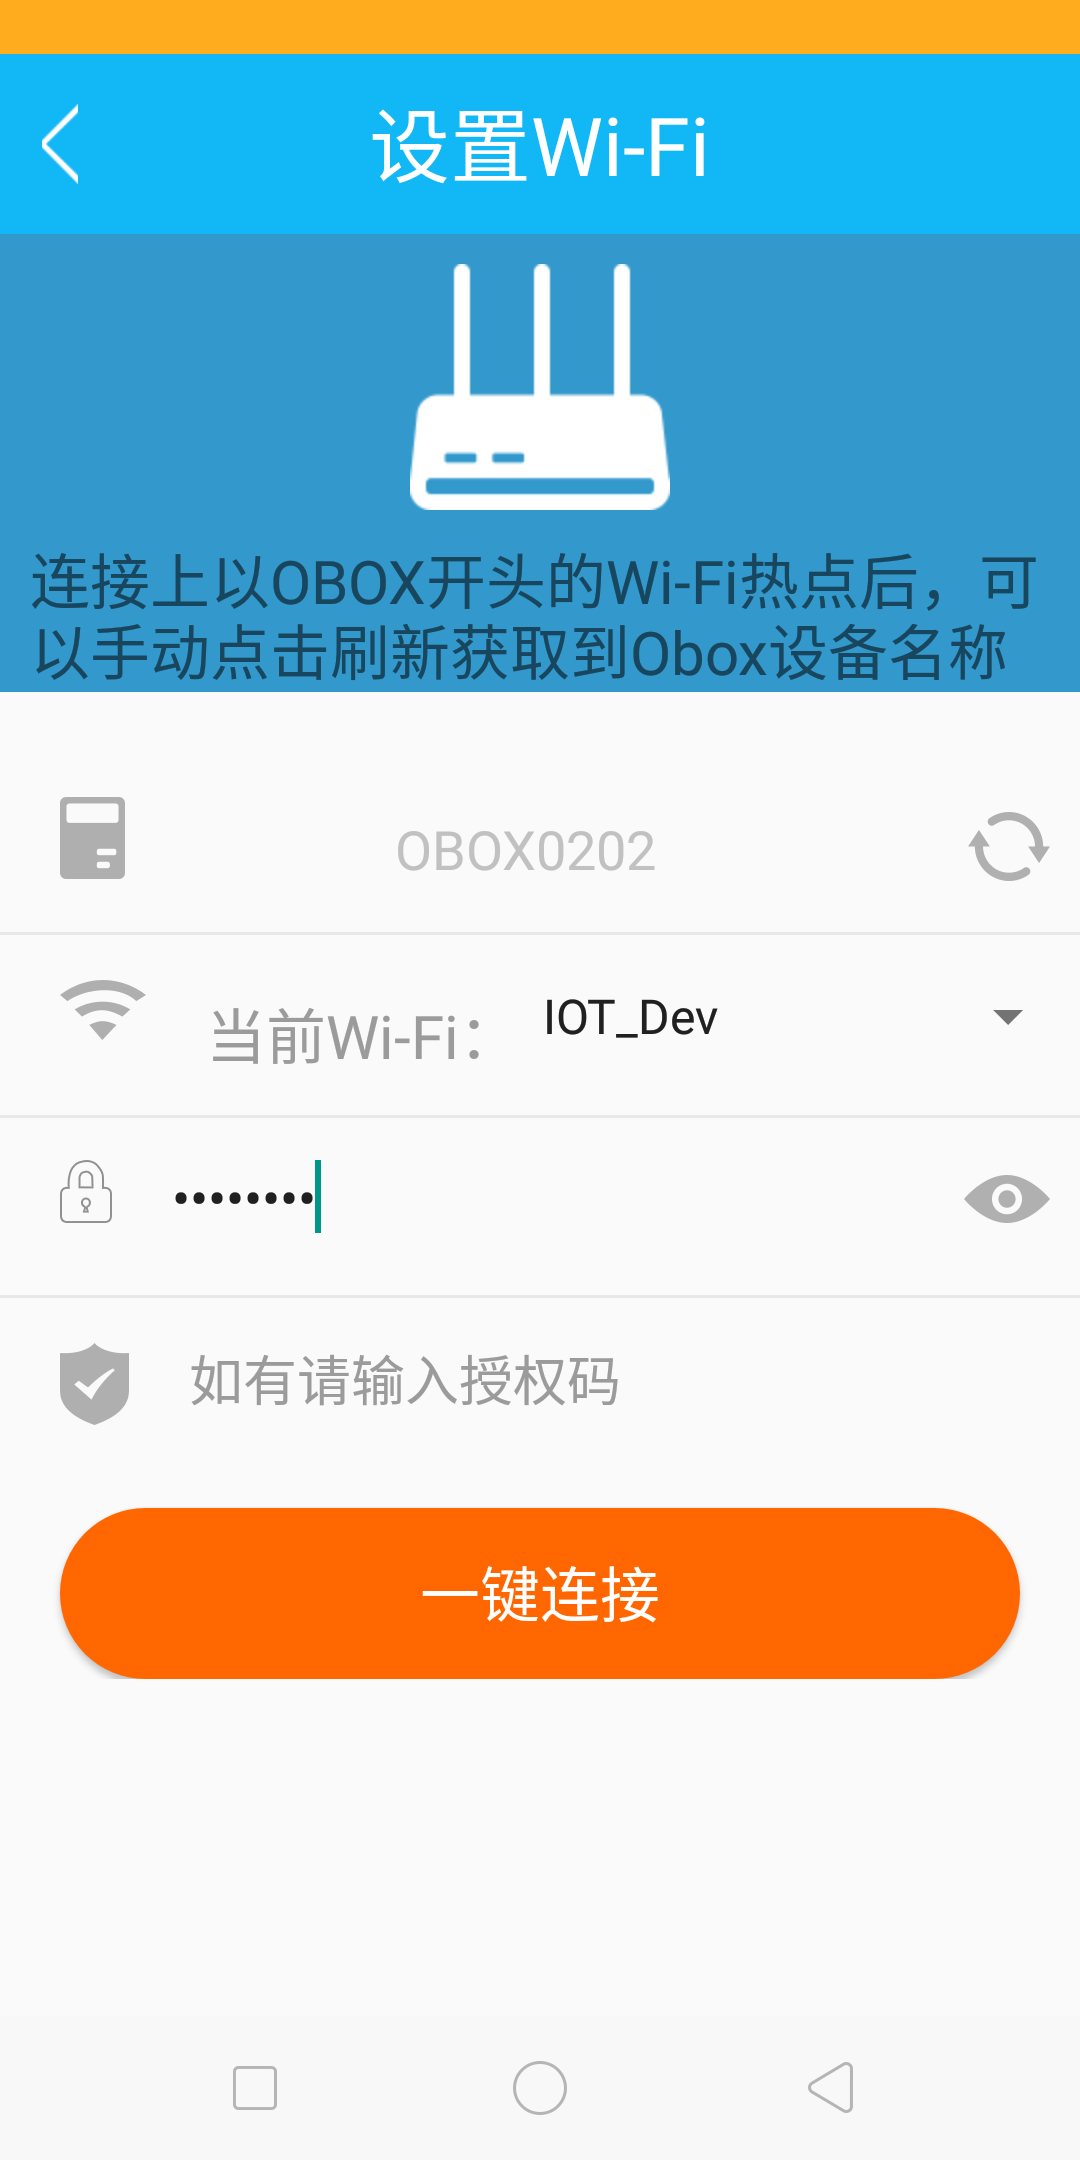 设置Wi-Fi
连接上以OBOX开头的Wi-Fi热点后，可
以手动点击刷新获取到Obox设备名称
OBOX0202
当前Wi-Fi： IOT_Dev
••••••••
如有请输入授权码
一键连接